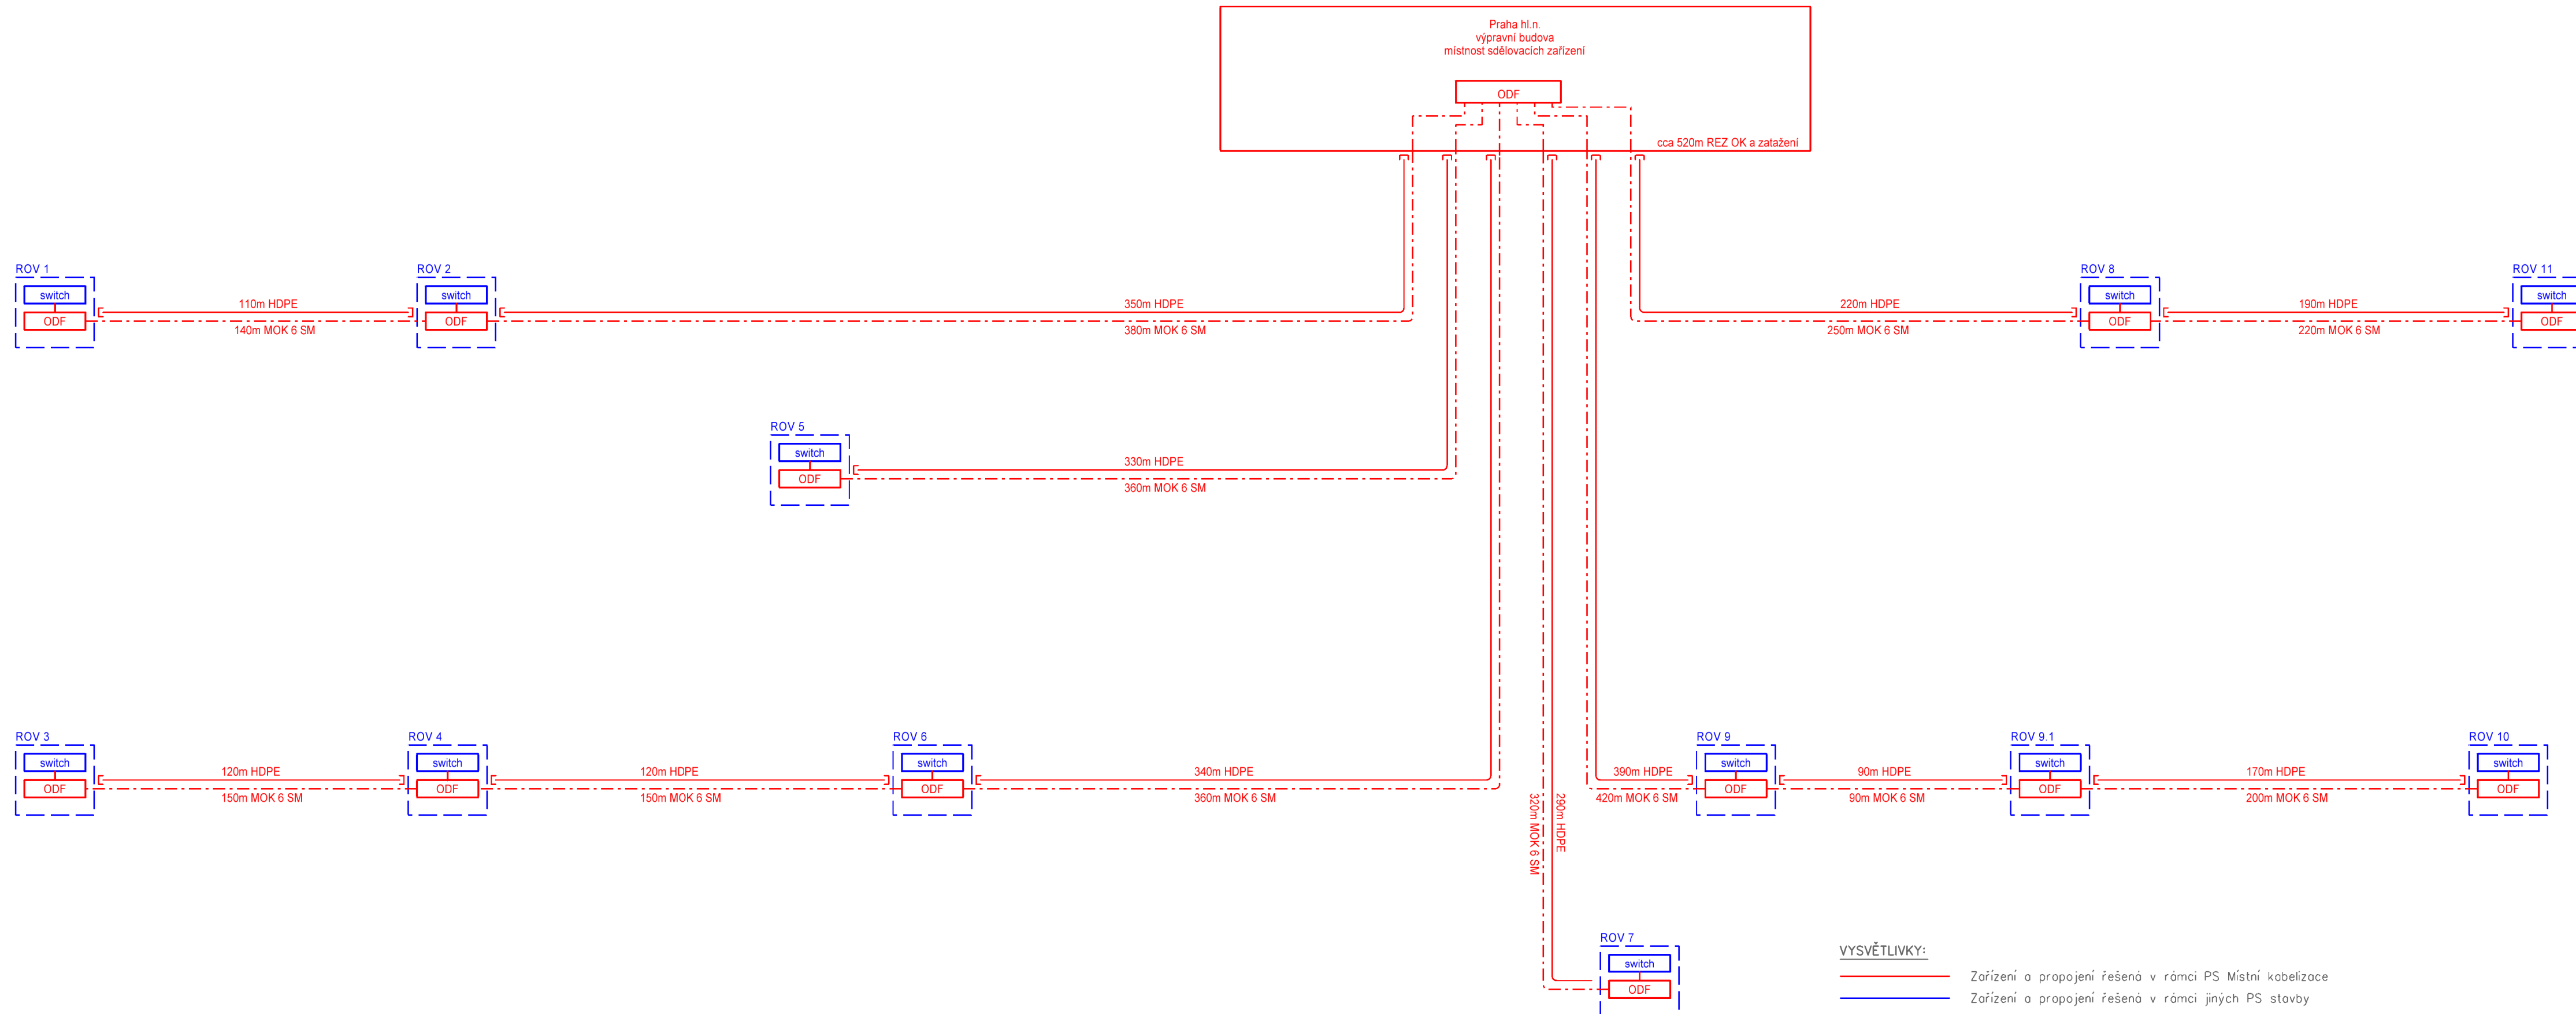 Praha hl.n.
výpravní budova
místnost sdělovacích zařízení
ODF
cca 520m REZ OK a zatažení
ROV 1
switch
ODF
110m HDPE
140m MOK 6 SM
ROV 2
switch
ODF
350m HDPE
380m MOK 6 SM
220m HDPE
250m MOK 6 SM
ROV 8
switch
ODF
190m HDPE
220m MOK 6 SM
ROV 11
switch
ODF
ROV 5
switch
ODF
330m HDPE
360m MOK 6 SM
ROV 3
switch
ODF
120m HDPE
150m MOK 6 SM
ROV 4
switch
ODF
120m HDPE
150m MOK 6 SM
ROV 6
switch
ODF
340m HDPE
360m MOK 6 SM
320m MOK 6 SM
290m HDPE
390m HDPE
420m MOK 6 SM
ROV 9
switch
ODF
90m HDPE
90m MOK 6 SM
ROV 9.1
switch
ODF
170m HDPE
200m MOK 6 SM
ROV 10
switch
ODF
ROV 7
switch
ODF
VYSVĚTLIVKY:
Zařízení a propojení řešená v rámci PS Místní kabelizace
Zařízení a propojení řešená v rámci jiných PS stavby